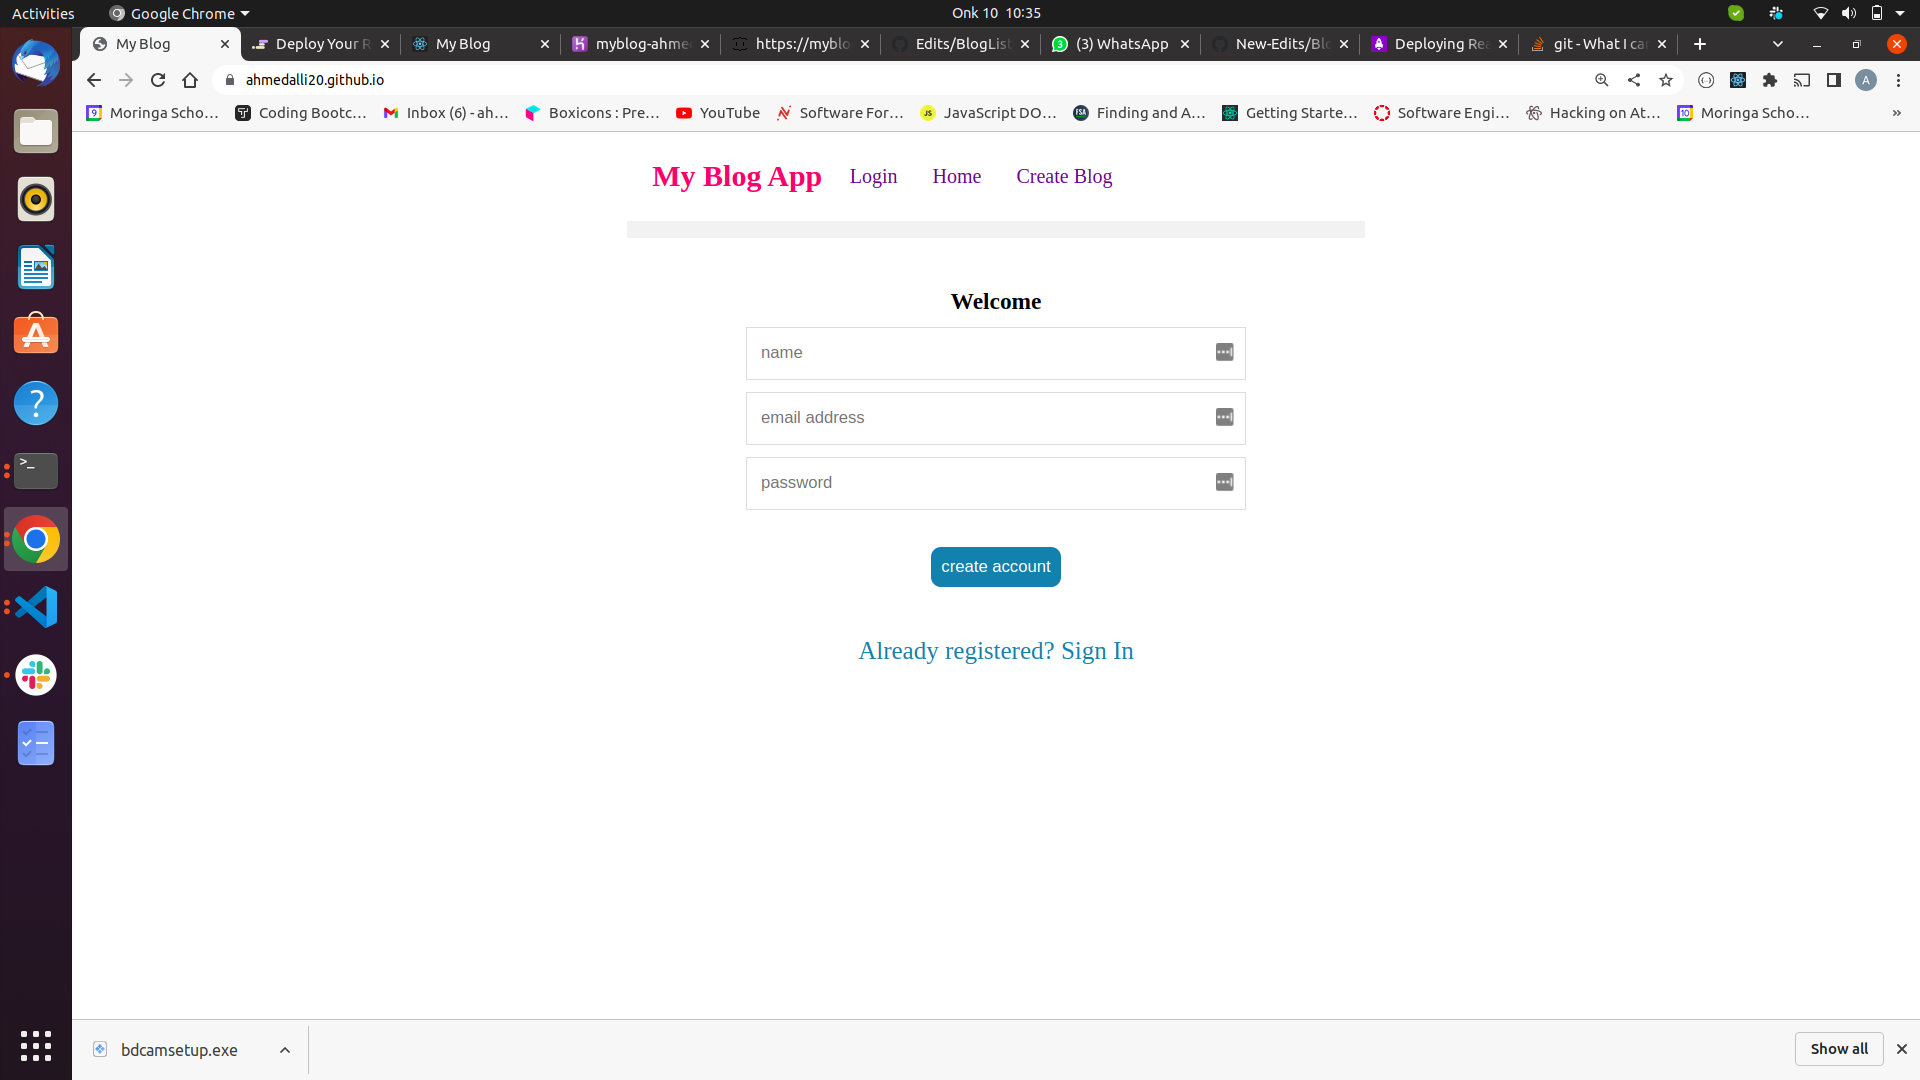 Activities
Google Chrome
Onk 10 10:35
My Blog
Deploy Your R
My Blog
myblog-ahme
https://myblo
Edits/BlogList
(3) WhatsApp
New-Edits/Blo
Deploying Rea
git - What I can
ahmedalli20.github.io
A
Moringa Scho…
Coding Bootc…
Inbox (6) - ah…
Boxicons : Pre…
YouTube
Software For…
JavaScript DO…
Finding and A…
Getting Starte…
Software Engi…
Hacking on At…
Moringa Scho…
»
My Blog App
Login
Home
Create Blog
Welcome
name
email address
password
create account
Already registered? Sign In
bdcamsetup.exe
Show all